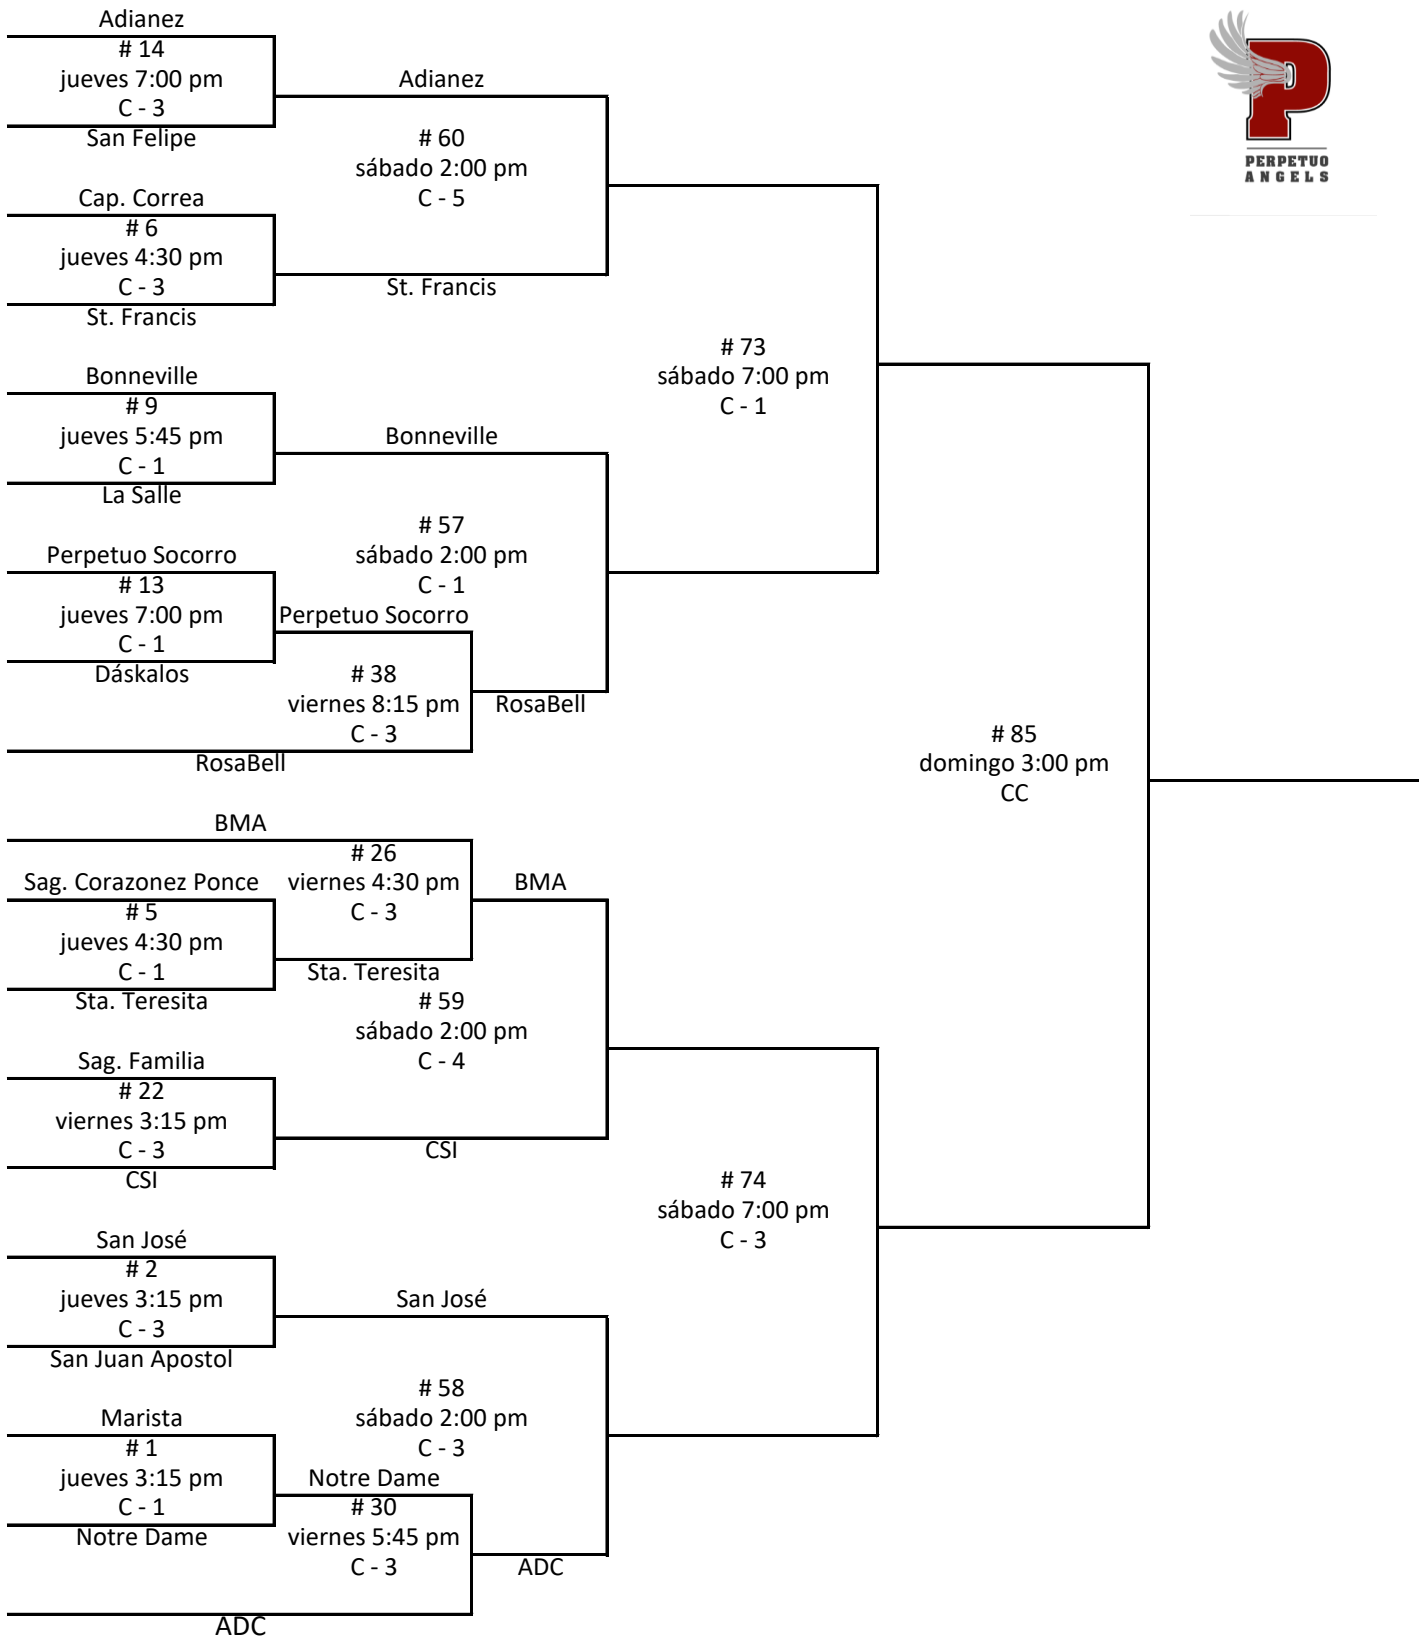 Adianez
# 14
jueves 7:00 pm
C - 3
San Felipe
Adianez
# 60
sábado 2:00 pm
C - 5
Cap. Correa
# 6
jueves 4:30 pm
C - 3
St. Francis
St. Francis
# 73
sábado 7:00 pm
C - 1
Bonneville
# 9
jueves 5:45 pm
C - 1
La Salle
Bonneville
# 57
sábado 2:00 pm
C - 1
Perpetuo Socorro
# 13
jueves 7:00 pm
C - 1
Dáskalos
Perpetuo Socorro
# 38
viernes 8:15 pm
C - 3
RosaBell
RosaBell
# 85
domingo 3:00 pm
CC
BMA
# 26
viernes 4:30 pm
C - 3
BMA
Sag. Corazonez Ponce
# 5
jueves 4:30 pm
C - 1
Sta. Teresita
Sta. Teresita
# 59
sábado 2:00 pm
C - 4
Sag. Familia
# 22
viernes 3:15 pm
C - 3
CSI
CSI
# 74
sábado 7:00 pm
C - 3
San José
# 2
jueves 3:15 pm
C - 3
San Juan Apostol
San José
# 58
sábado 2:00 pm
C - 3
Marista
# 1
jueves 3:15 pm
C - 1
Notre Dame
Notre Dame
# 30
viernes 5:45 pm
C - 3
ADC
ADC
P
PERPETUO
ANGELS